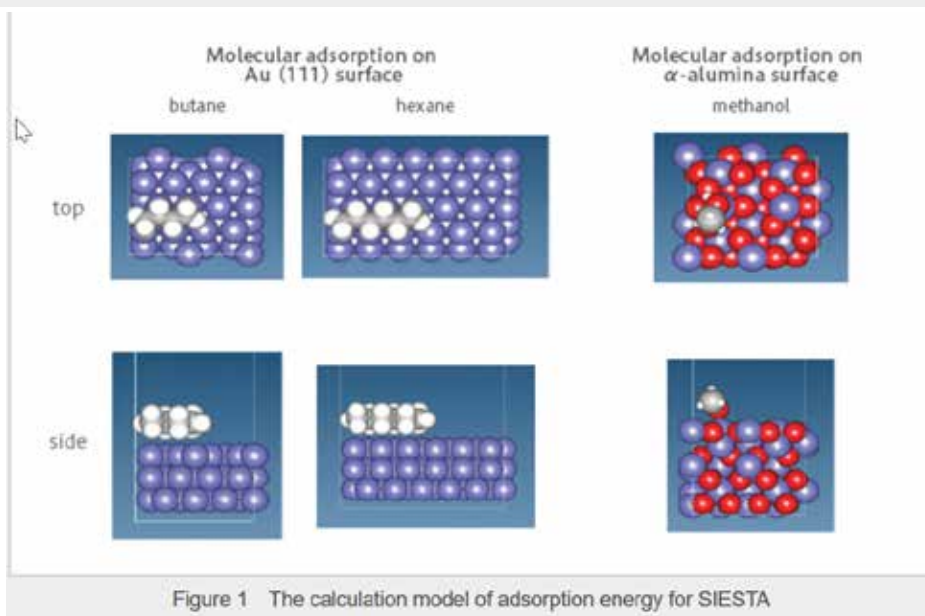 Molecular adsorption on
Au (111) surface
Molecular adsorption on
α-alumina surface
butane
hexane
methanol
top
side
Figure 1 The calculation model of adsorption energy for SIESTA